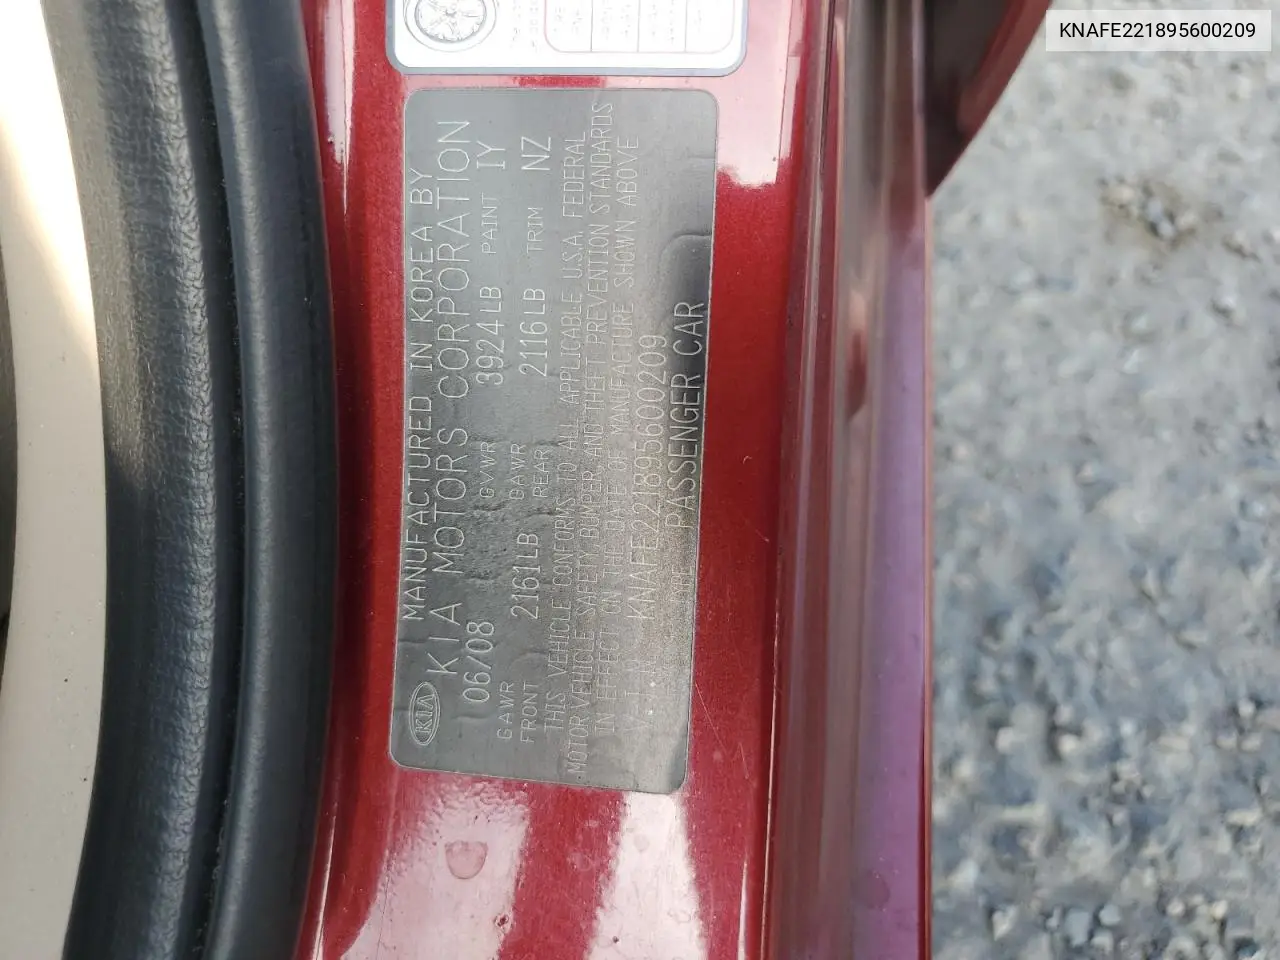 KNAFE221895600209
MANUFACTURED IN KOREA BY
KIA KIA MOTORS CORPORATION
06/08 GVWR 3924LB PAINT IY
GAWR FRONT 2161LB GAWR REAR 2116LB TRIM NZ
THIS VEHICLE CONFORMS TO ALL APPLICABLE U.S.A. FEDERAL
MOTOR VEHICLE SAFETY, BUMPER, AND THEFT PREVENTION STANDARDS
IN EFFECT ON THE DATE OF MANUFACTURE SHOWN ABOVE
V.I.N KNAFE221895600209
TYPE PASSENGER CAR